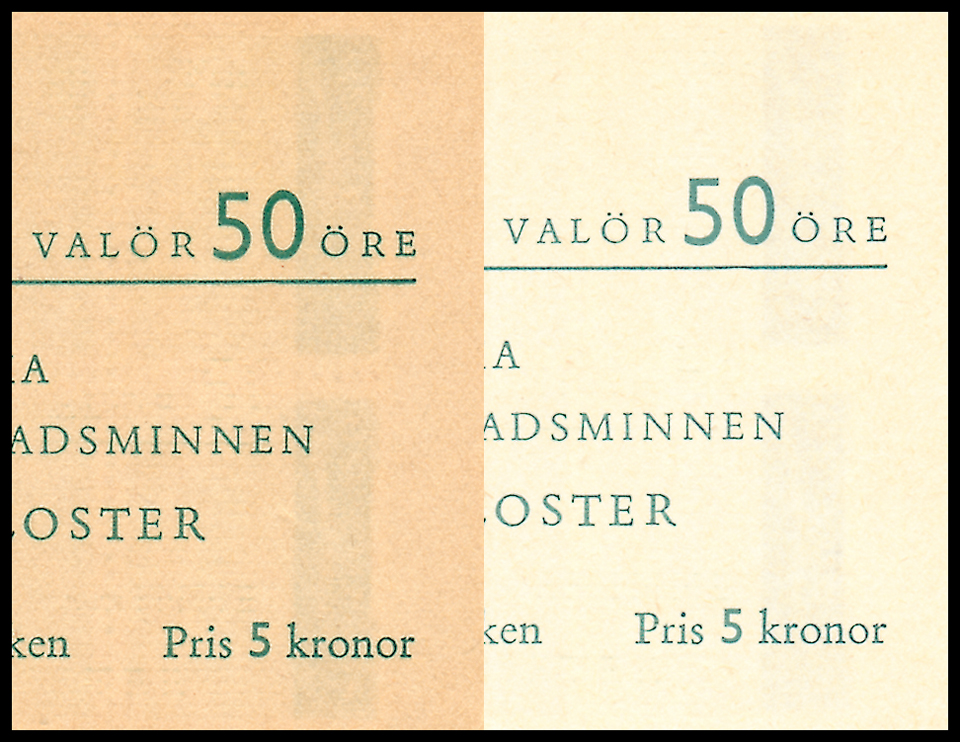 VALÖR 50 ÖRE
ADSMINNEN
OSTER
ken Pris 5 kronor
VALÖR 50 ÖRE
A
ADSMINNEN
OSTER
ken Pris 5 kronor